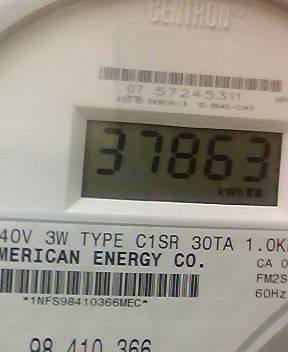 CENTRON
07 57245311
37863
kWh
40V 3W TYPE C1SR 30TA 1.0K
MERICAN ENERGY CO.
CA 0
FM2S
60Hz
*1NFS98410366MEC*
98 410 366